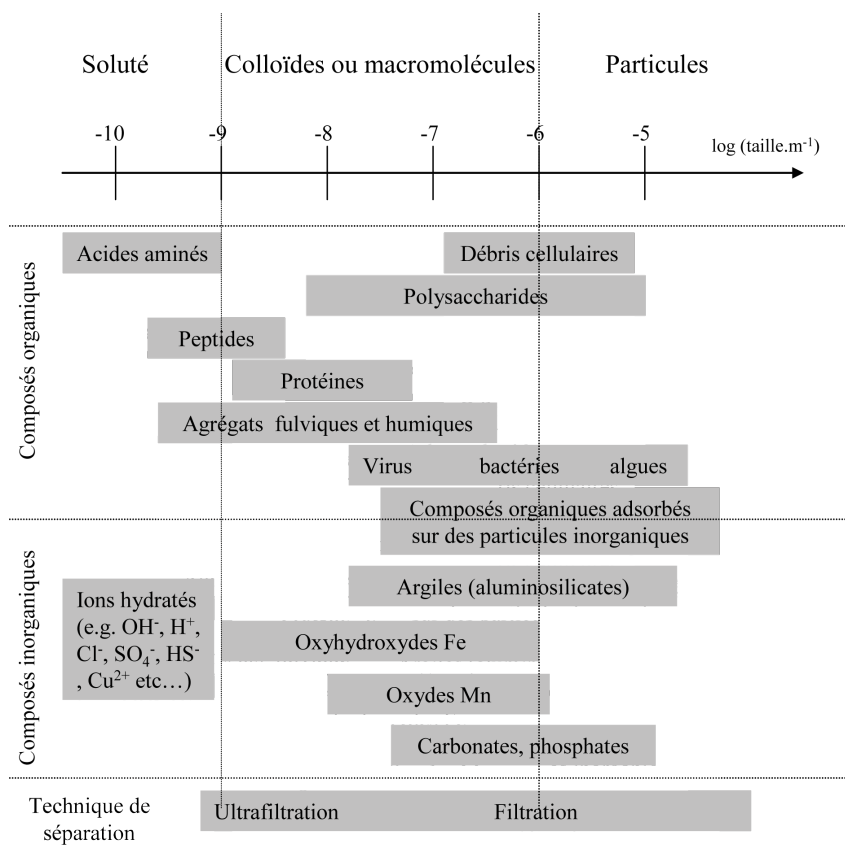 Soluté
Colloïdes ou macromolécules
Particules
-10
-9
-8
-7
-6
-5
log (taille.m⁻¹)
Composés organiques
Acides aminés
Débris cellulaires
Polysaccharides
Peptides
Protéines
Agrégats fulviques et humiques
Virus bactéries algues
Composés organiques adsorbés
sur des particules inorganiques
Composés inorganiques
Argiles (aluminosilicates)
Ions hydratés
(e.g. OH⁻, H⁺,
Cl⁻, SO₄⁻, HS⁻
, Cu²⁺ etc…)
Oxyhydroxydes Fe
Oxydes Mn
Carbonates, phosphates
Technique de
séparation
Ultrafiltration
Filtration